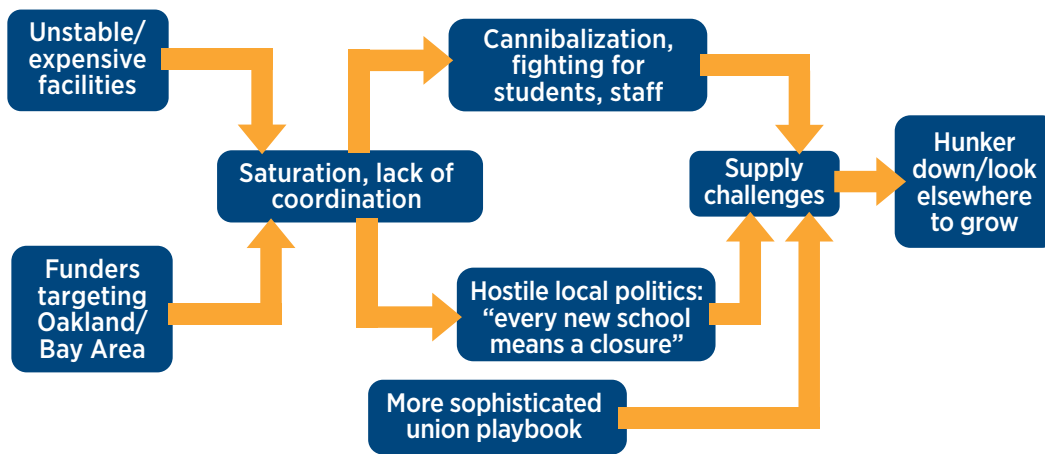 Unstable/
expensive
facilities
Cannibalization,
fighting for
students, staff
Saturation, lack of
coordination
Supply
challenges
Hunker
down/look
elsewhere
to grow
Funders
targeting
Oakland/
Bay Area
Hostile local politics:
“every new school
means a closure”
More sophisticated
union playbook